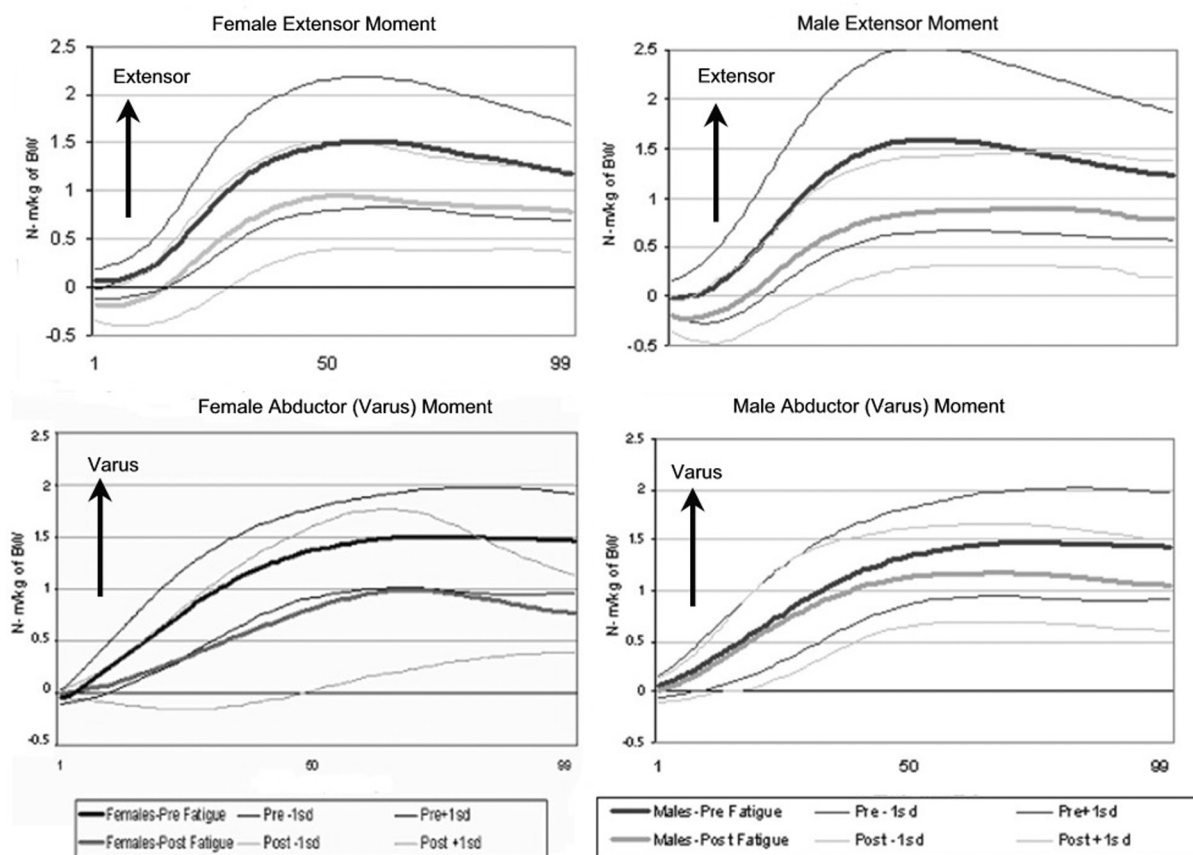 Female Extensor Moment
Male Extensor Moment
2.5
2
1.5
1
0.5
0
-0.5
N- m/kg of BW
Extensor
1
50
99
2.5
2
1.5
1
0.5
0
-0.5
N- m/kg of BW
Extensor
Female Abductor (Varus) Moment
Male Abductor (Varus) Moment
2.5
2
1.5
1
0.5
0
-0.5
N- m/kg of BW
Varus
1
50
99
2.5
2
1.5
1
0.5
0
-0.5
N- m/kg of BW
Varus
1
50
99
Females-Pre Fatigue Pre -1sd Pre+1sd
Females-Post Fatigue Post -1sd Post +1sd
Males-Pre Fatigue Pre - 1sd Pre+ 1sd
Males-Post Fatigue Post - 1sd Post + 1sd